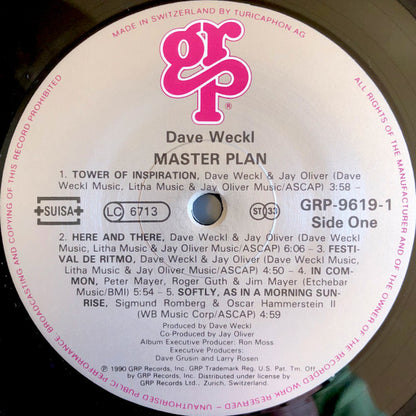 MADE IN SWITZERLAND BY TURICAPHON AG
ALL RIGHTS OF THE MANUFACTURER AND OF THE OWNER OF THE RECORDED WORK RESERVED.
UNAUTHORISED PUBLIC PERFORMANCE BROADCASTING AND COPYING OF THIS RECORD PROHIBITED
grp®
Dave Weckl
MASTER PLAN
1. TOWER OF INSPIRATION, Dave Weckl & Jay Oliver (Dave
Weckl Music, Litha Music & Jay Oliver Music/ASCAP) 3:58 –
SUISA
LC 6713
ST 33
GRP-9619-1
Side One
2. HERE AND THERE, Dave Weckl & Jay Oliver (Dave Weckl
Music, Litha Music & Jay Oliver Music/ASCAP) 6:06 – 3. FESTI-
VAL DE RITMO, Dave Weckl & Jay Oliver (Dave Weckl Music,
Litha Music & Jay Oliver Music/ASCAP) 4:50 – 4. IN COM-
MON, Peter Mayer, Roger Guth & Jim Mayer (Etchebar
Music/BMI) 5:54 – 5. SOFTLY, AS IN A MORNING SUN-
RISE, Sigmund Romberg & Oscar Hammerstein II
(WB Music Corp/ASCAP) 4:59
Produced by Dave Weckl
Co-Produced by Jay Oliver
Album Executive Producer: Ron Moss
Executive Producers:
Dave Grusin and Larry Rosen
℗ 1990 GRP Records, Inc. GRP Trademark Reg. U.S. Pat. Tm. Off.
by GRP Records, Inc. Distributed under license by
GRP Records Ltd., Zurich, Switzerland.